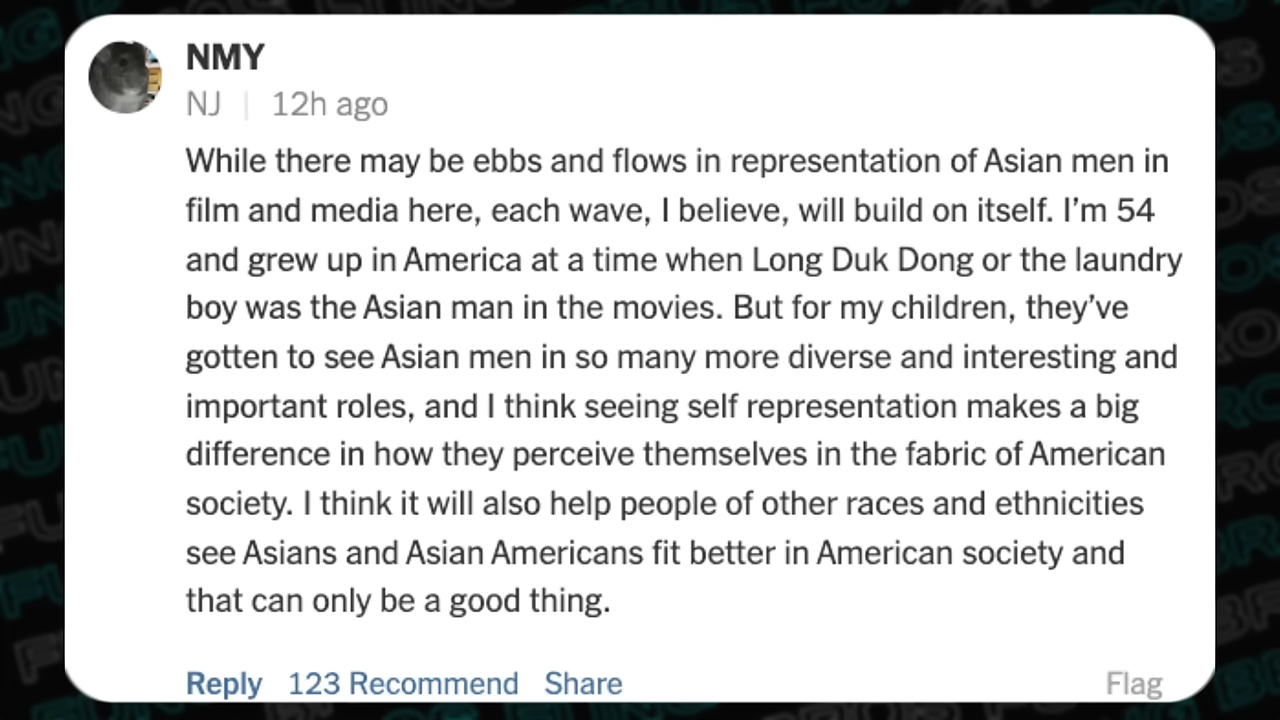 NMY
NJ | 12h ago
While there may be ebbs and flows in representation of Asian men in
film and media here, each wave, I believe, will build on itself. I’m 54
and grew up in America at a time when Long Duk Dong or the laundry
boy was the Asian man in the movies. But for my children, they’ve
gotten to see Asian men in so many more diverse and interesting and
important roles, and I think seeing self representation makes a big
difference in how they perceive themselves in the fabric of American
society. I think it will also help people of other races and ethnicities
see Asians and Asian Americans fit better in American society and
that can only be a good thing.
Reply 123 Recommend Share Flag